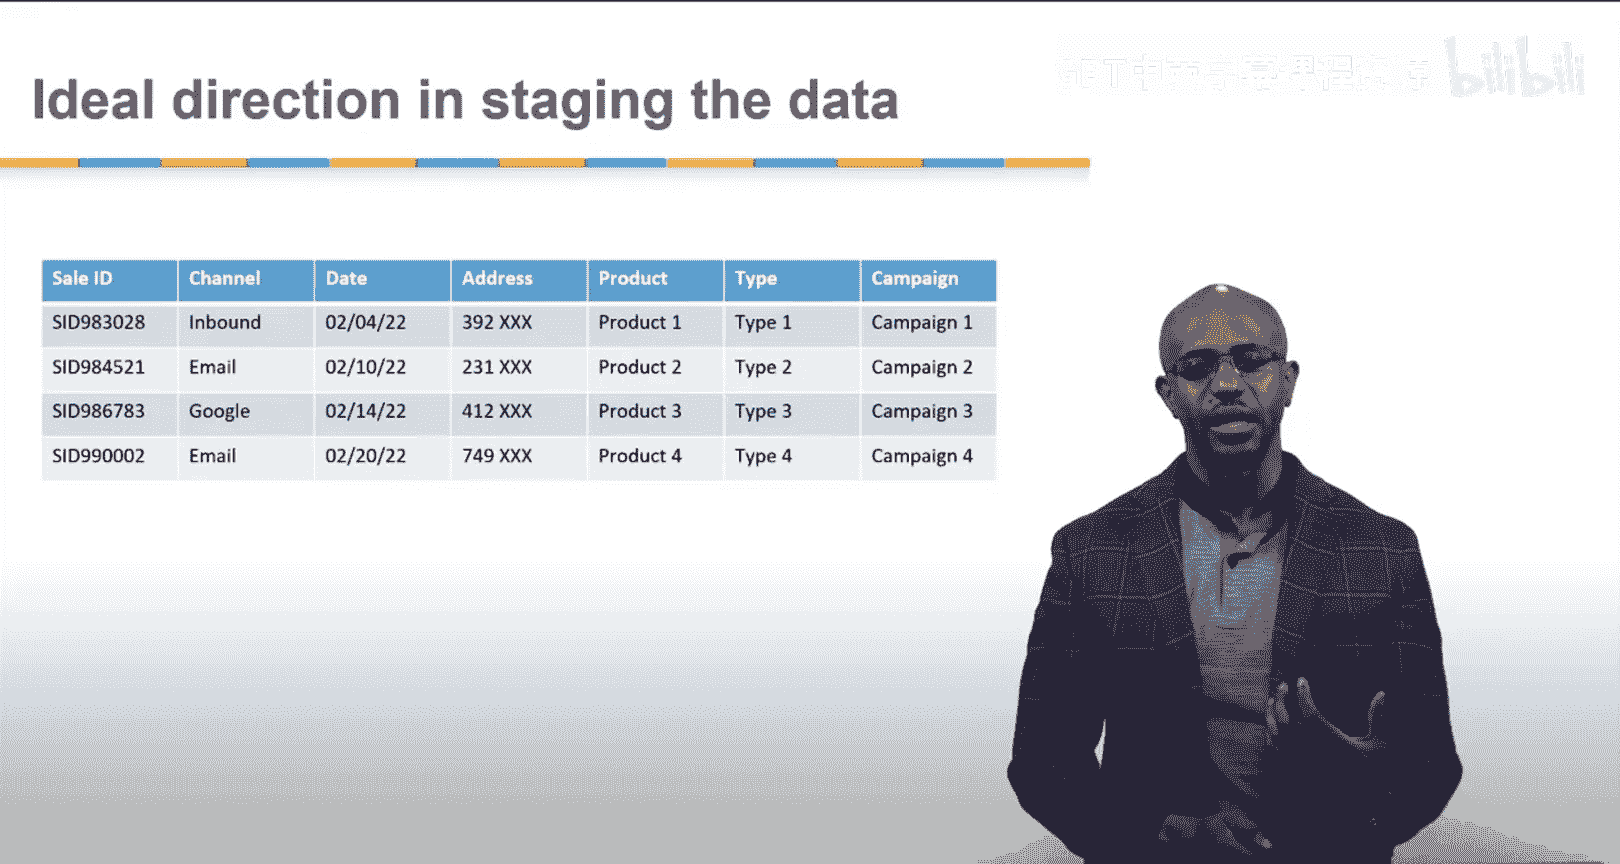 bilibili
Ideal direction in staging the data
Sale ID Channel Date Address Product Type Campaign
SID983028 Inbound 02/04/22 392 XXX Product 1 Type 1 Campaign 1
SID984521 Email 02/10/22 231 XXX Product 2 Type 2 Campaign 2
SID986783 Google 02/14/22 412 XXX Product 3 Type 3 Campaign 3
SID990002 Email 02/20/22 749 XXX Product 4 Type 4 Campaign 4